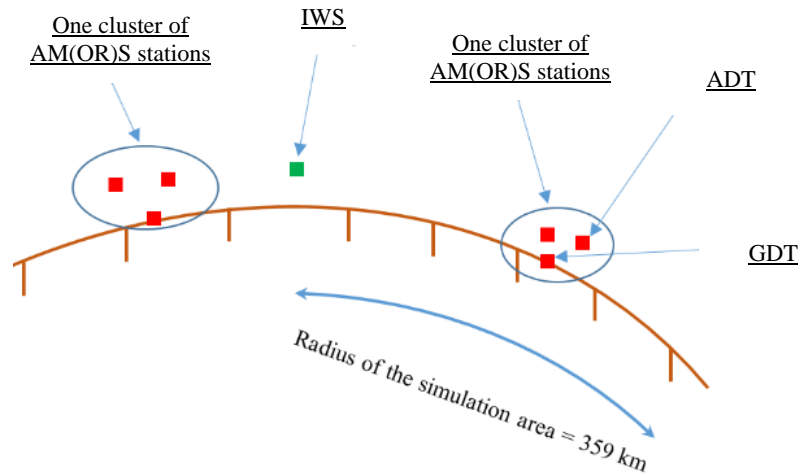 One cluster of
AM(OR)S stations
IWS
One cluster of
AM(OR)S stations
ADT
GDT
Radius of the simulation area = 359 km